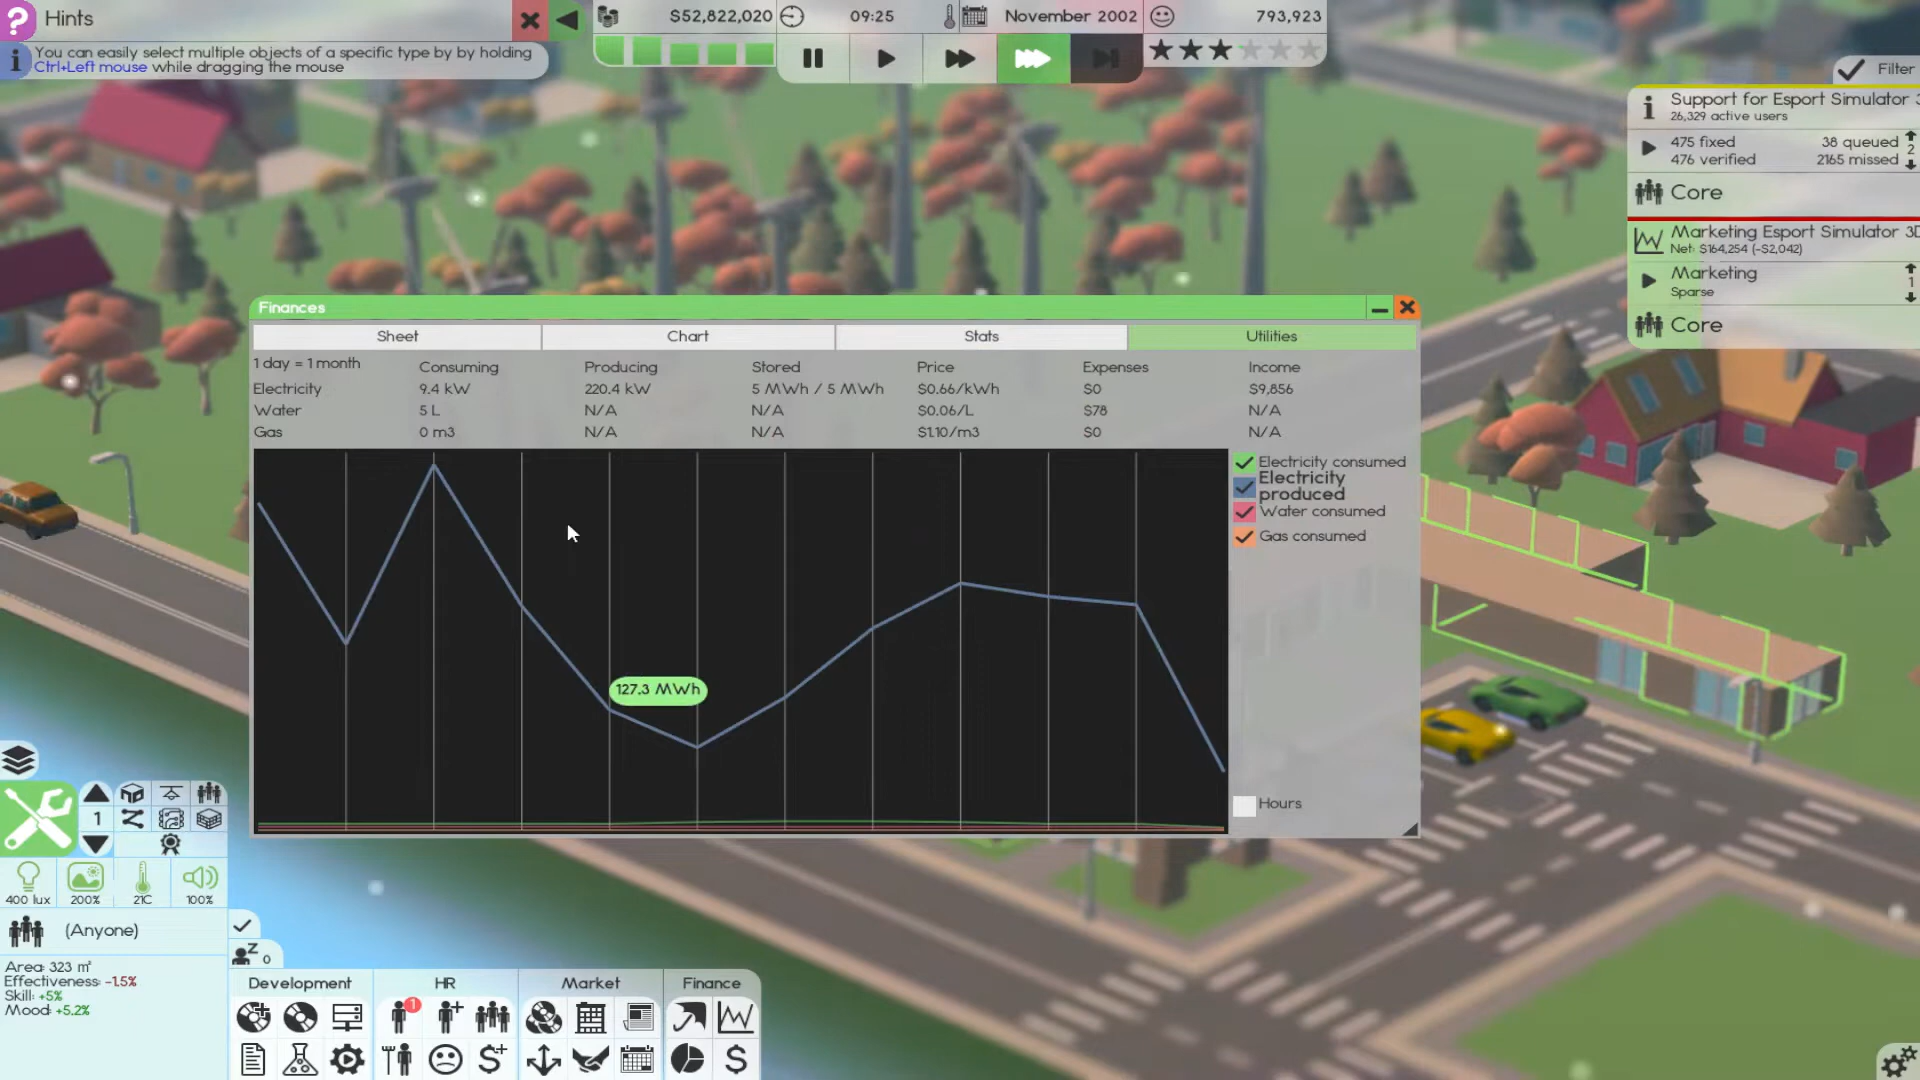 Hints
You can easily select multiple objects of a specific type by by holding
Ctrl+Left mouse while dragging the mouse
$52,822,020
09:25
November 2002
793,923
Filter
Support for Esport Simulator 3
26,329 active users
475 fixed 38 queued
476 verified 2165 missed
2
Core
Marketing Esport Simulator 3D
Net: $164,254 (-$2,042)
Marketing
Sparse
1
Core
Finances
Sheet Chart Stats Utilities
1 day = 1 month Consuming Producing Stored Price Expenses Income
Electricity 9.4 kW 220.4 kW 5 MWh / 5 MWh $0.66/kWh $0 $9,856
Water 5 L N/A N/A $0.06/L $78 N/A
Gas 0 m3 N/A N/A $1.10/m3 $0 N/A
Electricity consumed
Electricity
produced
Water consumed
Gas consumed
127.3 MWh
Hours
1
400 lux 200% 21C 100%
(Anyone)
Z 0
Area: 323 m²
Effectiveness: -1.5%
Skill: +5%
Mood: +5.2%
Development HR Market Finance
1